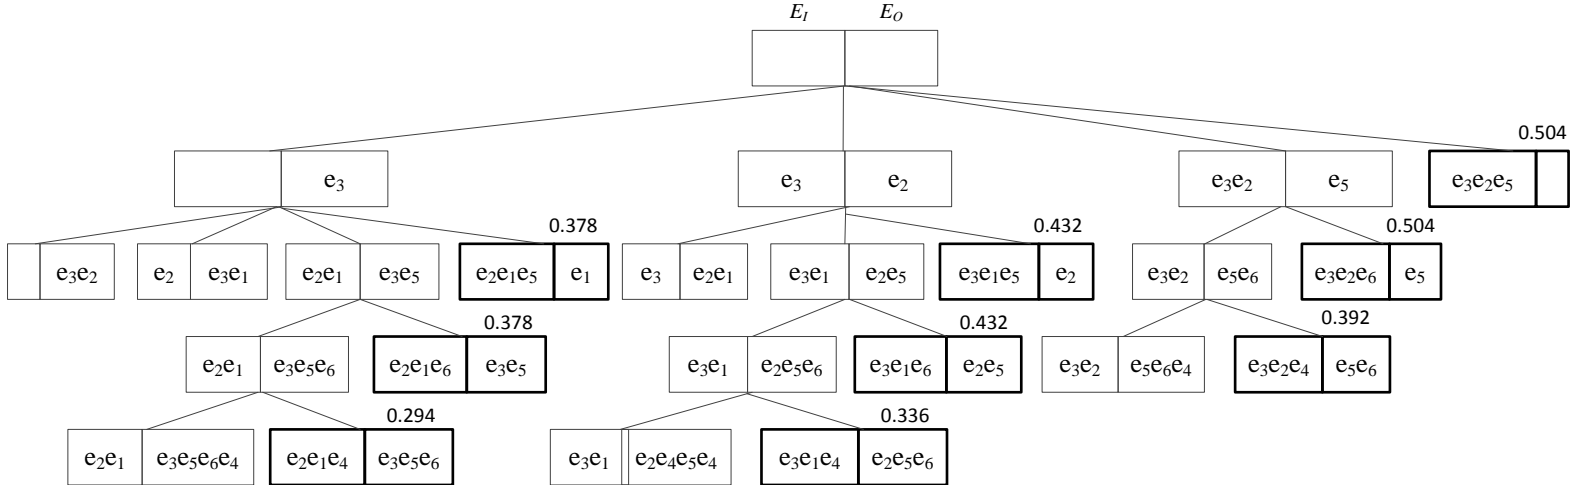 E_I E_O
0.504
e₃ e₃ e₂ e₃e₂ e₅ e₃e₂e₅
0.378 0.432 0.504
e₃e₂ e₂ e₃e₁ e₂e₁ e₃e₅ e₂e₁e₅ e₁ e₃ e₂e₁ e₃e₁ e₂e₅ e₃e₁e₅ e₂ e₃e₂ e₅e₆ e₃e₂e₆ e₅
0.378 0.432 0.392
e₂e₁ e₃e₅e₆ e₂e₁e₆ e₃e₅ e₃e₁ e₂e₅e₆ e₃e₁e₆ e₂e₅ e₃e₂ e₅e₆e₄ e₃e₂e₄ e₅e₆
0.294 0.336
e₂e₁ e₃e₅e₆e₄ e₂e₁e₄ e₃e₅e₆ e₃e₁ e₂e₄e₅e₄ e₃e₁e₄ e₂e₅e₆